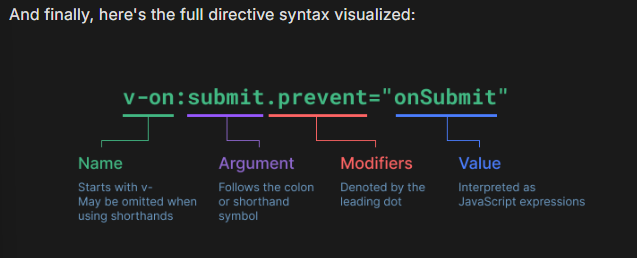 And finally, here's the full directive syntax visualized:
v-on:submit.prevent="onSubmit"
Name
Starts with v-
May be omitted when
using shorthands
Argument
Follows the colon
or shorthand
symbol
Modifiers
Denoted by the
leading dot
Value
Interpreted as
JavaScript expressions